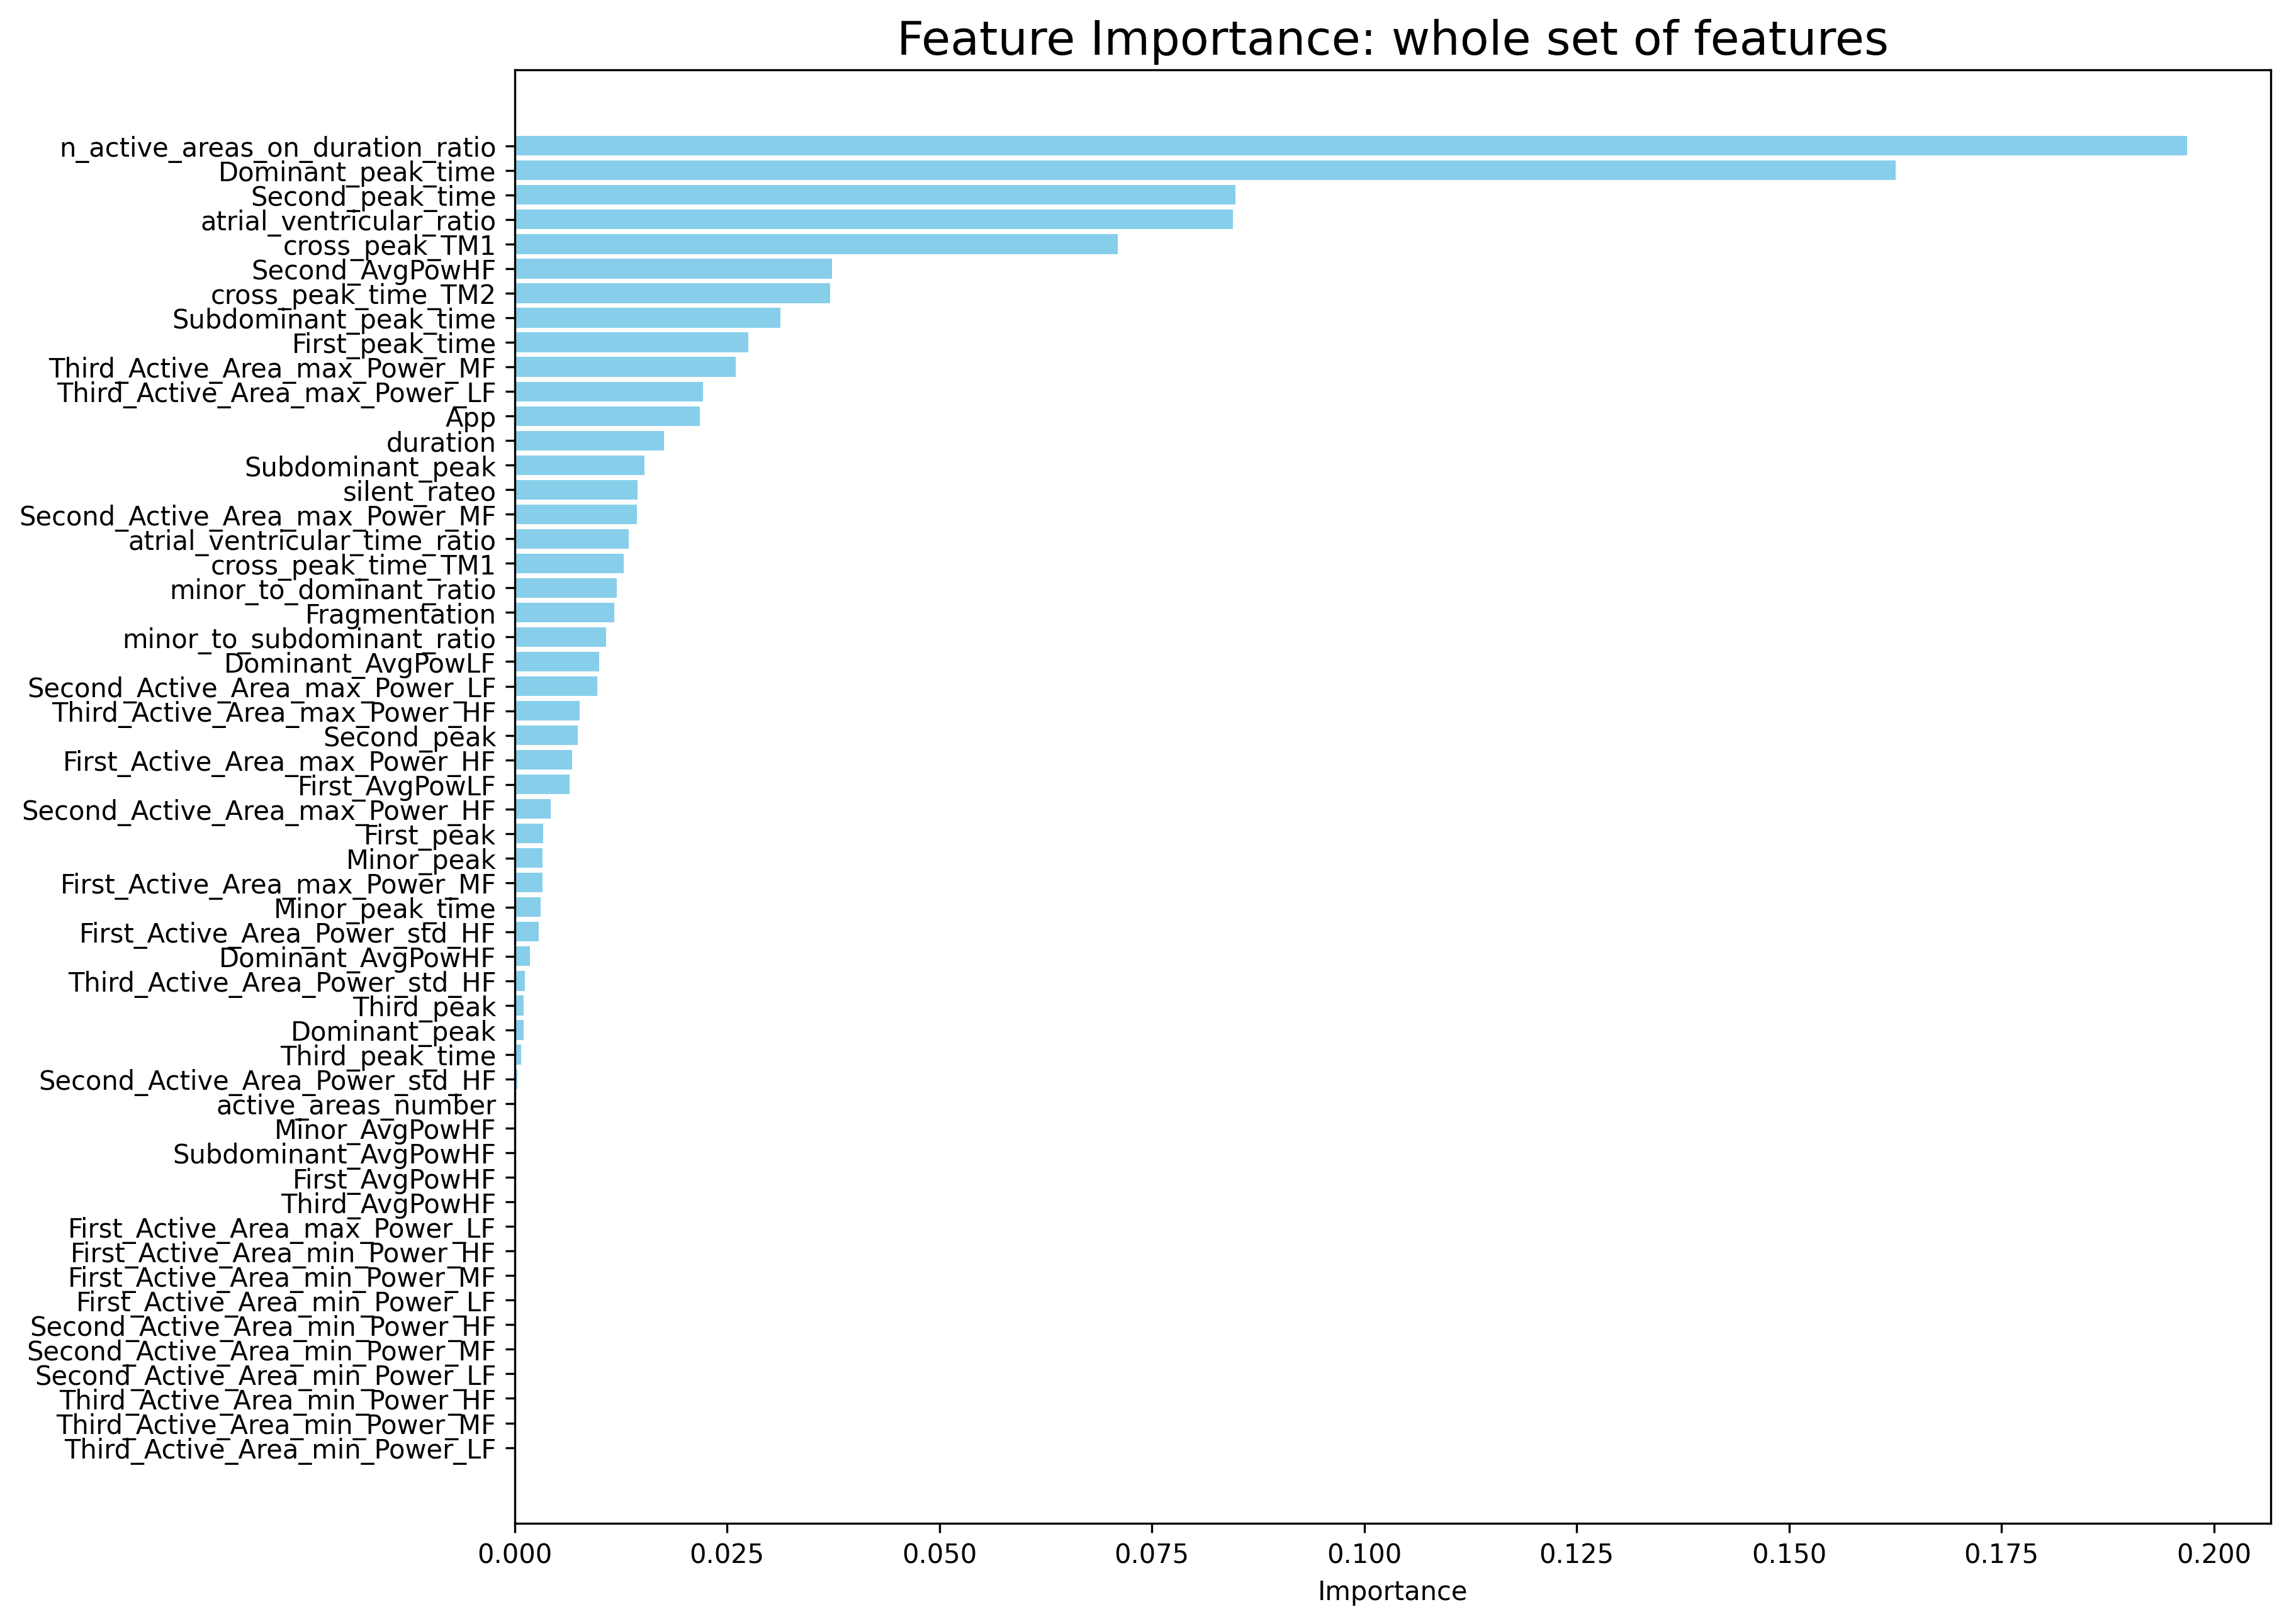 Feature Importance: whole set of features
n_active_areas_on_duration_ratio
Dominant_peak_time
Second_peak_time
atrial_ventricular_ratio
cross_peak_TM1
Second_AvgPowHF
cross_peak_time_TM2
Subdominant_peak_time
First_peak_time
Third_Active_Area_max_Power_MF
Third_Active_Area_max_Power_LF
App
duration
Subdominant_peak
silent_rateo
Second_Active_Area_max_Power_MF
atrial_ventricular_time_ratio
cross_peak_time_TM1
minor_to_dominant_ratio
Fragmentation
minor_to_subdominant_ratio
Dominant_AvgPowLF
Second_Active_Area_max_Power_LF
Third_Active_Area_max_Power_HF
Second_peak
First_Active_Area_max_Power_HF
First_AvgPowLF
Second_Active_Area_max_Power_HF
First_peak
Minor_peak
First_Active_Area_max_Power_MF
Minor_peak_time
First_Active_Area_Power_std_HF
Dominant_AvgPowHF
Third_Active_Area_Power_std_HF
Third_peak
Dominant_peak
Third_peak_time
Second_Active_Area_Power_std_HF
active_areas_number
Minor_AvgPowHF
Subdominant_AvgPowHF
First_AvgPowHF
Third_AvgPowHF
First_Active_Area_max_Power_LF
First_Active_Area_min_Power_HF
First_Active_Area_min_Power_MF
First_Active_Area_min_Power_LF
Second_Active_Area_min_Power_HF
Second_Active_Area_min_Power_MF
Second_Active_Area_min_Power_LF
Third_Active_Area_min_Power_HF
Third_Active_Area_min_Power_MF
Third_Active_Area_min_Power_LF
0.000 0.025 0.050 0.075 0.100 0.125 0.150 0.175 0.200
Importance